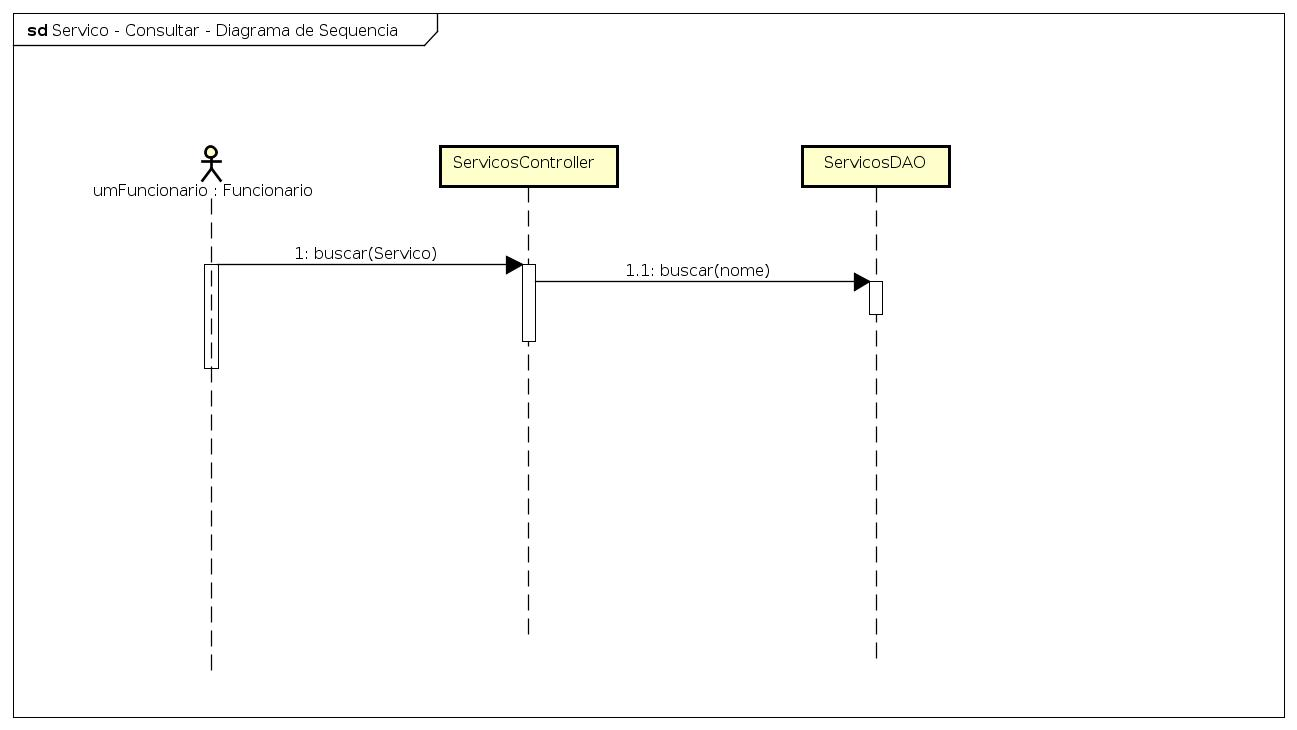 sd Servico - Consultar - Diagrama de Sequencia
umFuncionario : Funcionario
ServicosController
ServicosDAO
1: buscar(Servico)
1.1: buscar(nome)